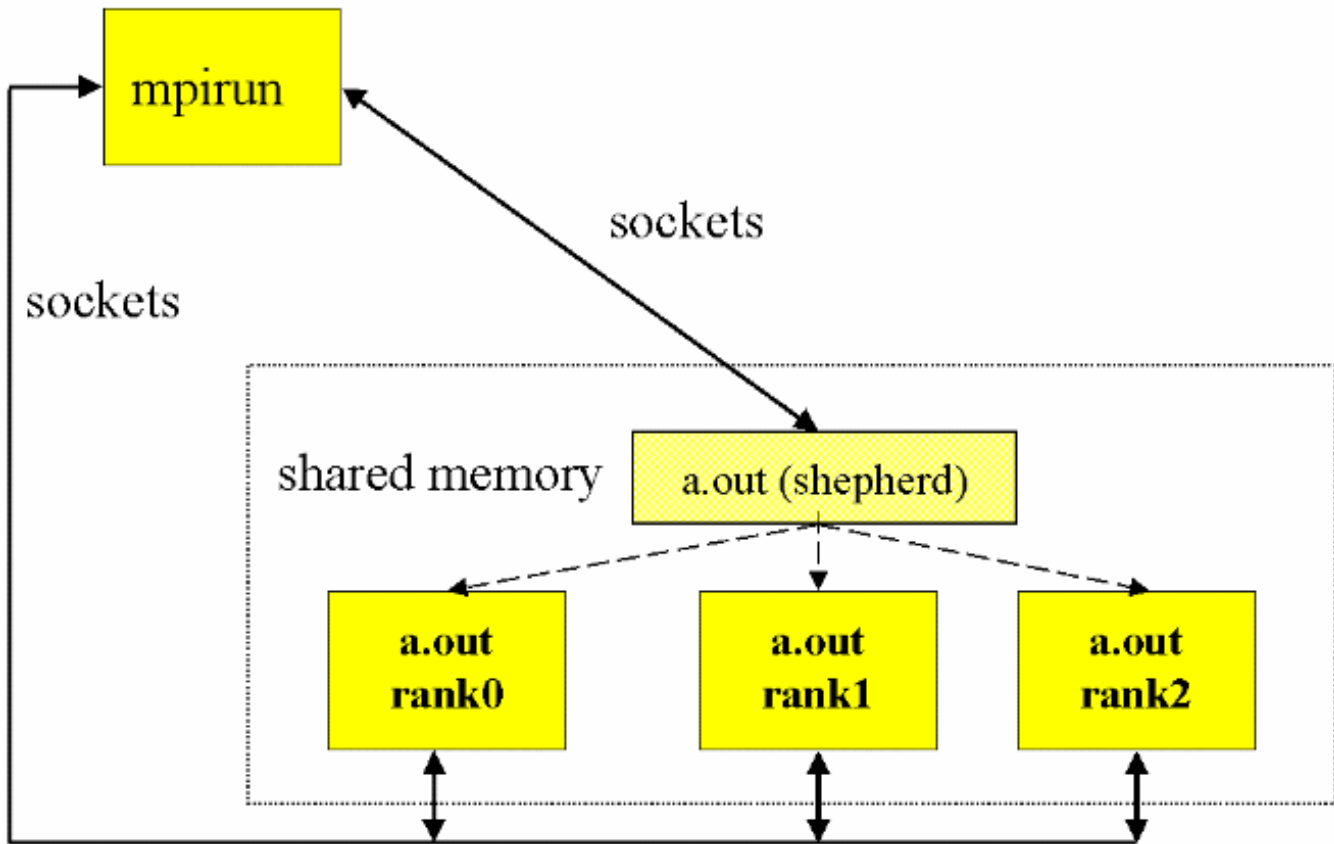 mpirun
sockets
sockets
shared memory
a.out (shepherd)
a.out
rank0
a.out
rank1
a.out
rank2